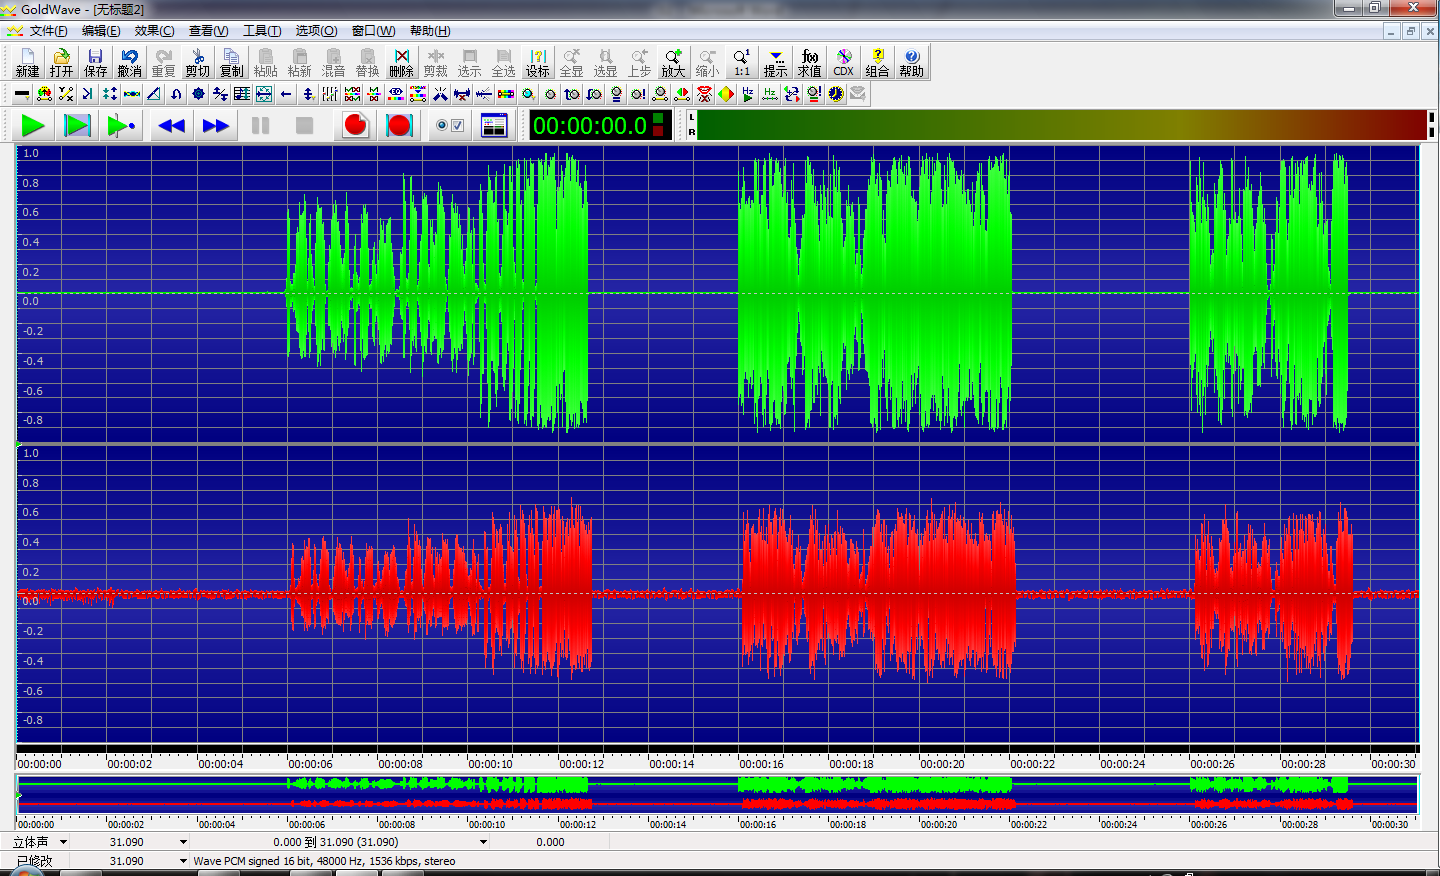 GoldWave - [无标题2]
文件(F) 编辑(E) 效果(C) 查看(V) 工具(T) 选项(O) 窗口(W) 帮助(H)
新建 打开 保存 撤消 重复 剪切 复制 粘贴 粘新 混音 替换 删除 剪裁 选示 全选 设标 全显 选显 上步 放大 缩小 1:1 提示 求值 CDX 组合 帮助
00:00:00.0
L
R
1.0
0.8
0.6
0.4
0.2
0.0
-0.2
-0.4
-0.6
-0.8
1.0
0.8
0.6
0.4
0.2
0.0
-0.2
-0.4
-0.6
-0.8
00:00:00 00:00:02 00:00:04 00:00:06 00:00:08 00:00:10 00:00:12 00:00:14 00:00:16 00:00:18 00:00:20 00:00:22 00:00:24 00:00:26 00:00:28 00:00:30
00:00:00 00:00:02 00:00:04 00:00:06 00:00:08 00:00:10 00:00:12 00:00:14 00:00:16 00:00:18 00:00:20 00:00:22 00:00:24 00:00:26 00:00:28 00:00:30
立体声 31.090 0.000 到 31.090 (31.090) 0.000
已修改 31.090 Wave PCM signed 16 bit, 48000 Hz, 1536 kbps, stereo